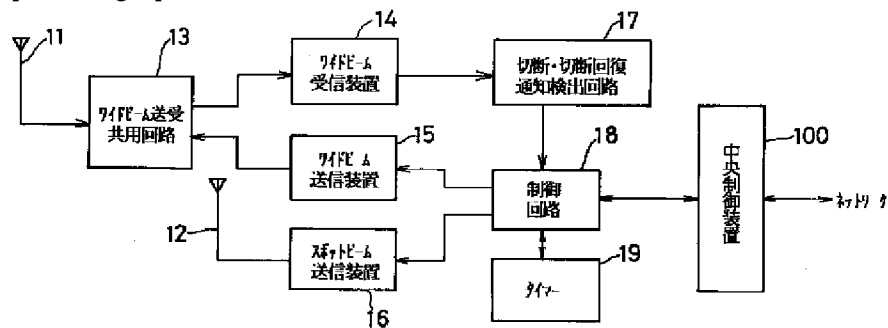 11
13
ワイドビーム送受
共用回路
14
ワイドビーム
受信装置
17
切断・切断回復
通知検出回路
15
ワイドビーム
送信装置
18
制御
回路
100
中央制御装置
ネットワーク
12
スポットビーム
送信装置
16
19
タイマー